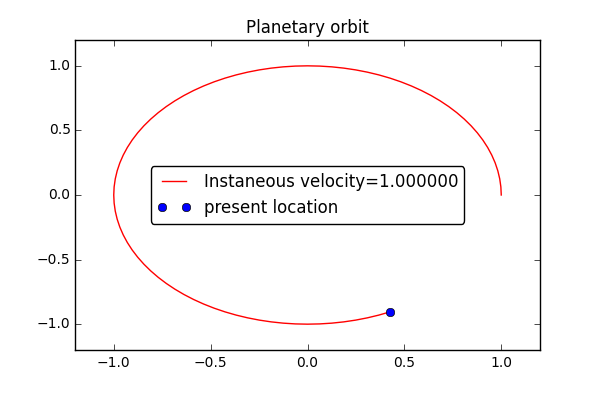 Planetary orbit
1.0
0.5
0.0
−0.5
−1.0
Instaneous velocity=1.000000
present location
−1.0 −0.5 0.0 0.5 1.0